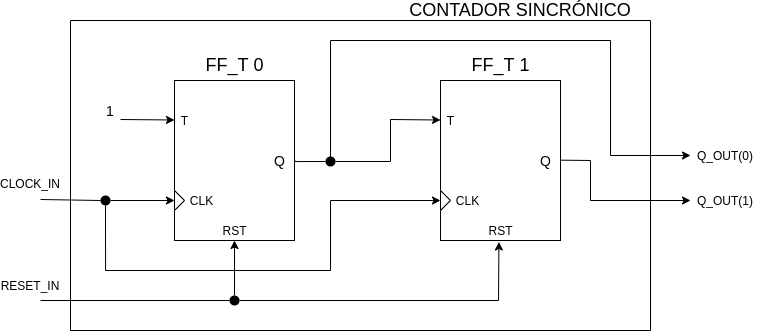 CONTADOR SINCRÓNICO
FF_T 0
FF_T 1
1
T
T
Q
Q
Q_OUT(0)
CLOCK_IN
CLK
CLK
Q_OUT(1)
RST
RST
RESET_IN